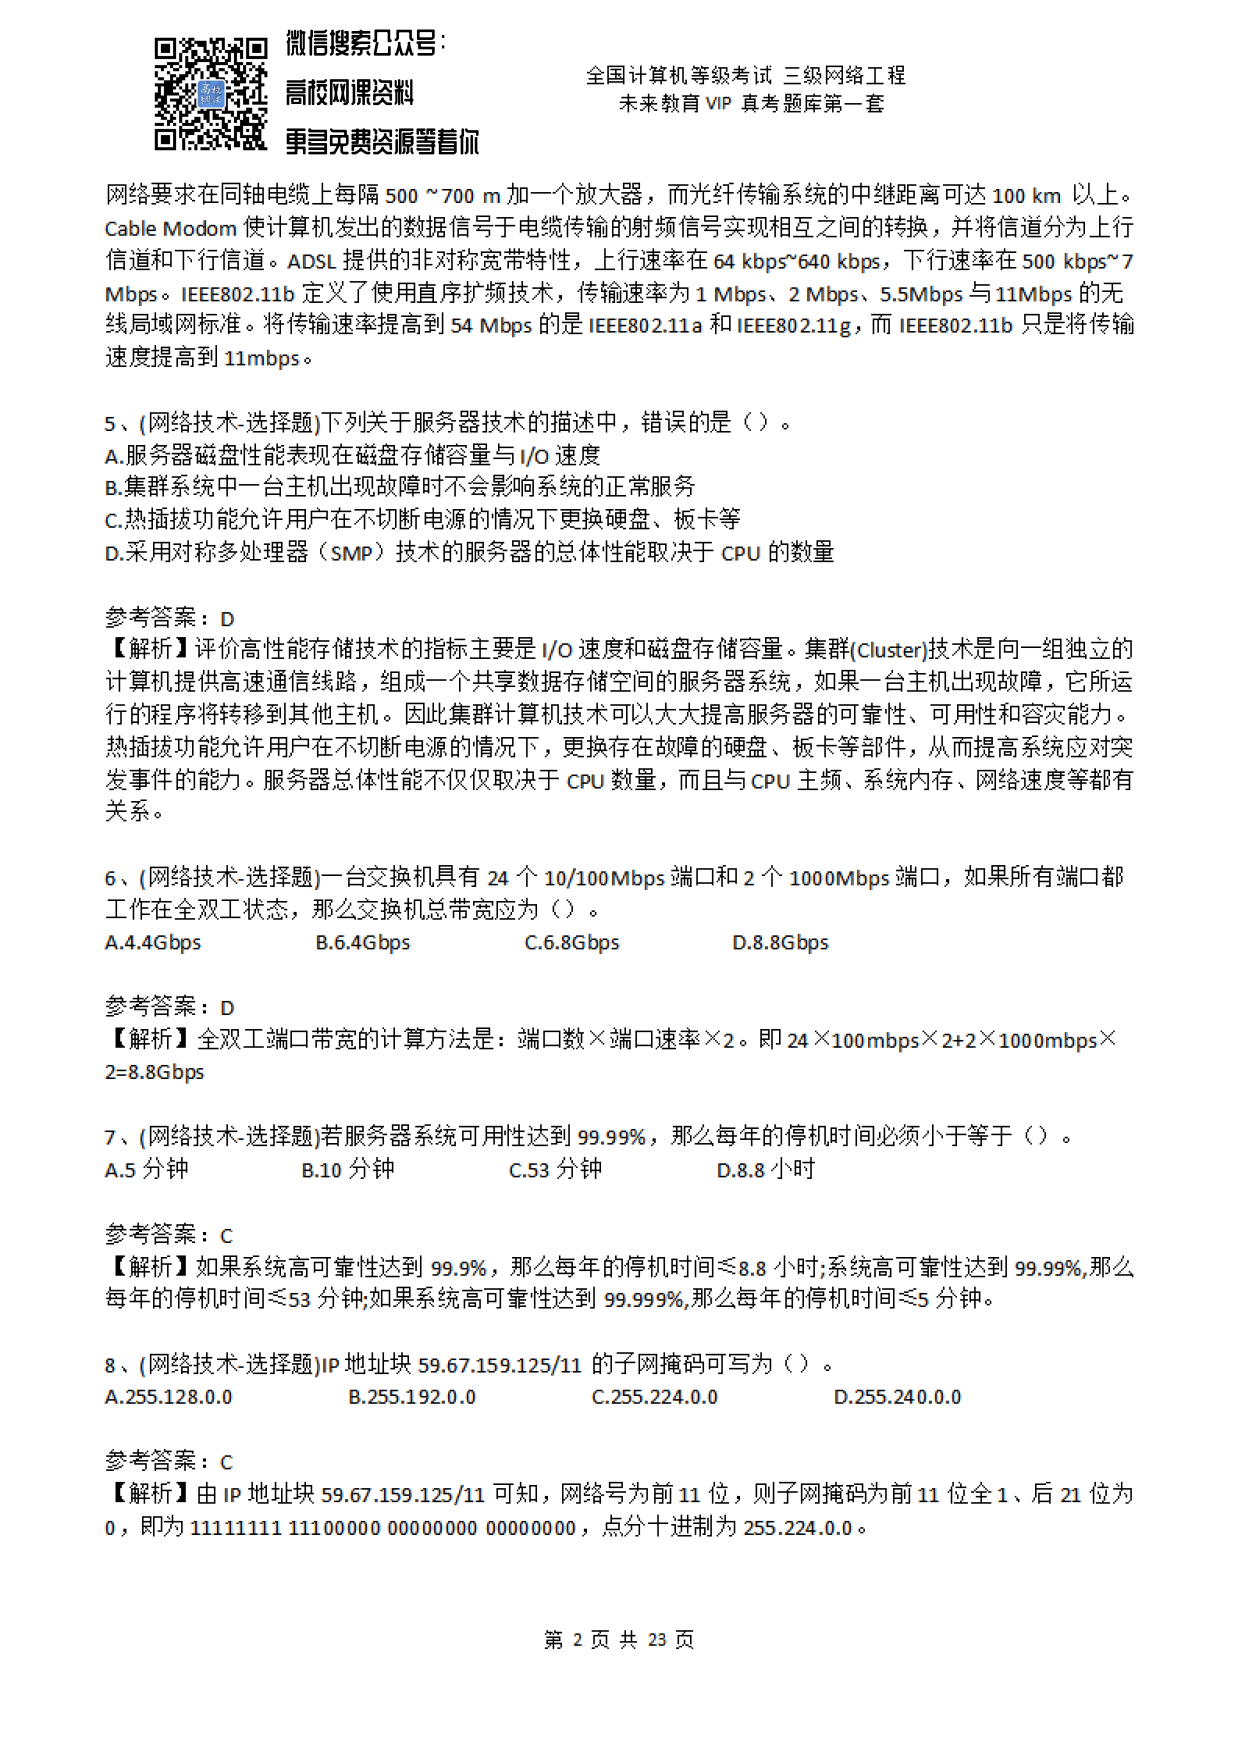 微信搜索公众号：
高校网课资料
更多免费资源等着你
高校
网课
全国计算机等级考试 三级网络工程
未来教育 VIP 真考题库第一套
网络要求在同轴电缆上每隔 500 ~700 m 加一个放大器，而光纤传输系统的中继距离可达 100 km 以上。
Cable Modom 使计算机发出的数据信号于电缆传输的射频信号实现相互之间的转换，并将信道分为上行
信道和下行信道。ADSL 提供的非对称宽带特性，上行速率在 64 kbps~640 kbps，下行速率在 500 kbps~ 7
Mbps。IEEE802.11b 定义了使用直序扩频技术，传输速率为 1 Mbps、2 Mbps、5.5Mbps 与 11Mbps 的无
线局域网标准。将传输速率提高到 54 Mbps 的是 IEEE802.11a 和 IEEE802.11g，而 IEEE802.11b 只是将传输
速度提高到 11mbps。
5、(网络技术-选择题)下列关于服务器技术的描述中，错误的是（）。
A.服务器磁盘性能表现在磁盘存储容量与 I/O 速度
B.集群系统中一台主机出现故障时不会影响系统的正常服务
C.热插拔功能允许用户在不切断电源的情况下更换硬盘、板卡等
D.采用对称多处理器（SMP）技术的服务器的总体性能取决于 CPU 的数量
参考答案：D
【解析】评价高性能存储技术的指标主要是 I/O 速度和磁盘存储容量。集群(Cluster)技术是向一组独立的
计算机提供高速通信线路，组成一个共享数据存储空间的服务器系统，如果一台主机出现故障，它所运
行的程序将转移到其他主机。因此集群计算机技术可以大大提高服务器的可靠性、可用性和容灾能力。
热插拔功能允许用户在不切断电源的情况下，更换存在故障的硬盘、板卡等部件，从而提高系统应对突
发事件的能力。服务器总体性能不仅仅取决于 CPU 数量，而且与 CPU 主频、系统内存、网络速度等都有
关系。
6、(网络技术-选择题)一台交换机具有 24 个 10/100Mbps 端口和 2 个 1000Mbps 端口，如果所有端口都
工作在全双工状态，那么交换机总带宽应为（）。
A.4.4Gbps B.6.4Gbps C.6.8Gbps D.8.8Gbps
参考答案：D
【解析】全双工端口带宽的计算方法是：端口数×端口速率×2。即 24×100mbps×2+2×1000mbps×
2=8.8Gbps
7、(网络技术-选择题)若服务器系统可用性达到 99.99%，那么每年的停机时间必须小于等于（）。
A.5 分钟 B.10 分钟 C.53 分钟 D.8.8 小时
参考答案：C
【解析】如果系统高可靠性达到 99.9%，那么每年的停机时间≤8.8 小时;系统高可靠性达到 99.99%,那么
每年的停机时间≤53 分钟;如果系统高可靠性达到 99.999%,那么每年的停机时间≤5 分钟。
8、(网络技术-选择题)IP 地址块 59.67.159.125/11 的子网掩码可写为（）。
A.255.128.0.0 B.255.192.0.0 C.255.224.0.0 D.255.240.0.0
参考答案：C
【解析】由 IP 地址块 59.67.159.125/11 可知，网络号为前 11 位，则子网掩码为前 11 位全 1、后 21 位为
0，即为 11111111 11100000 00000000 00000000，点分十进制为 255.224.0.0。
第 2 页 共 23 页